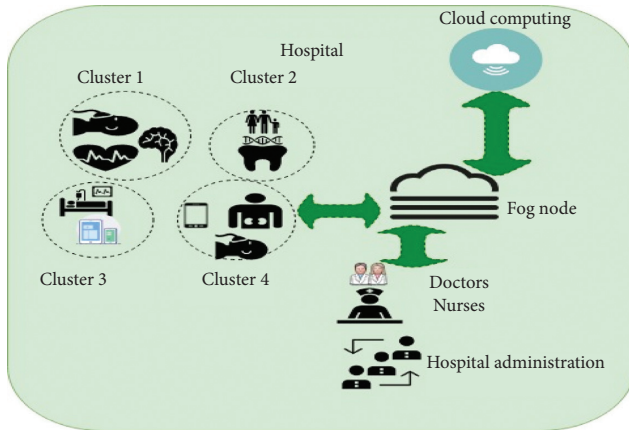 Cloud computing
Hospital
Cluster 1
Cluster 2
Fog node
Cluster 3
Cluster 4
Doctors
Nurses
Hospital administration